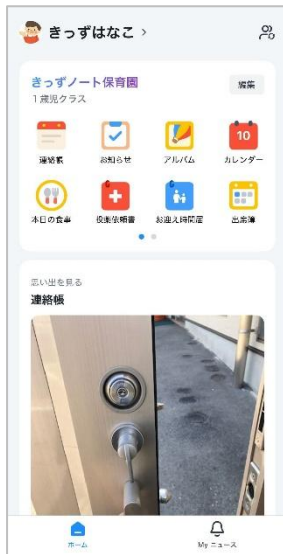 きっずはなこ
きっずノート保育園
編集
1歳児クラス
連絡帳 お知らせ アルバム カレンダー
10
本日の食事 投薬依頼書 お迎え時間届 出席簿
思い出を見る
連絡帳
ホーム Myニュース